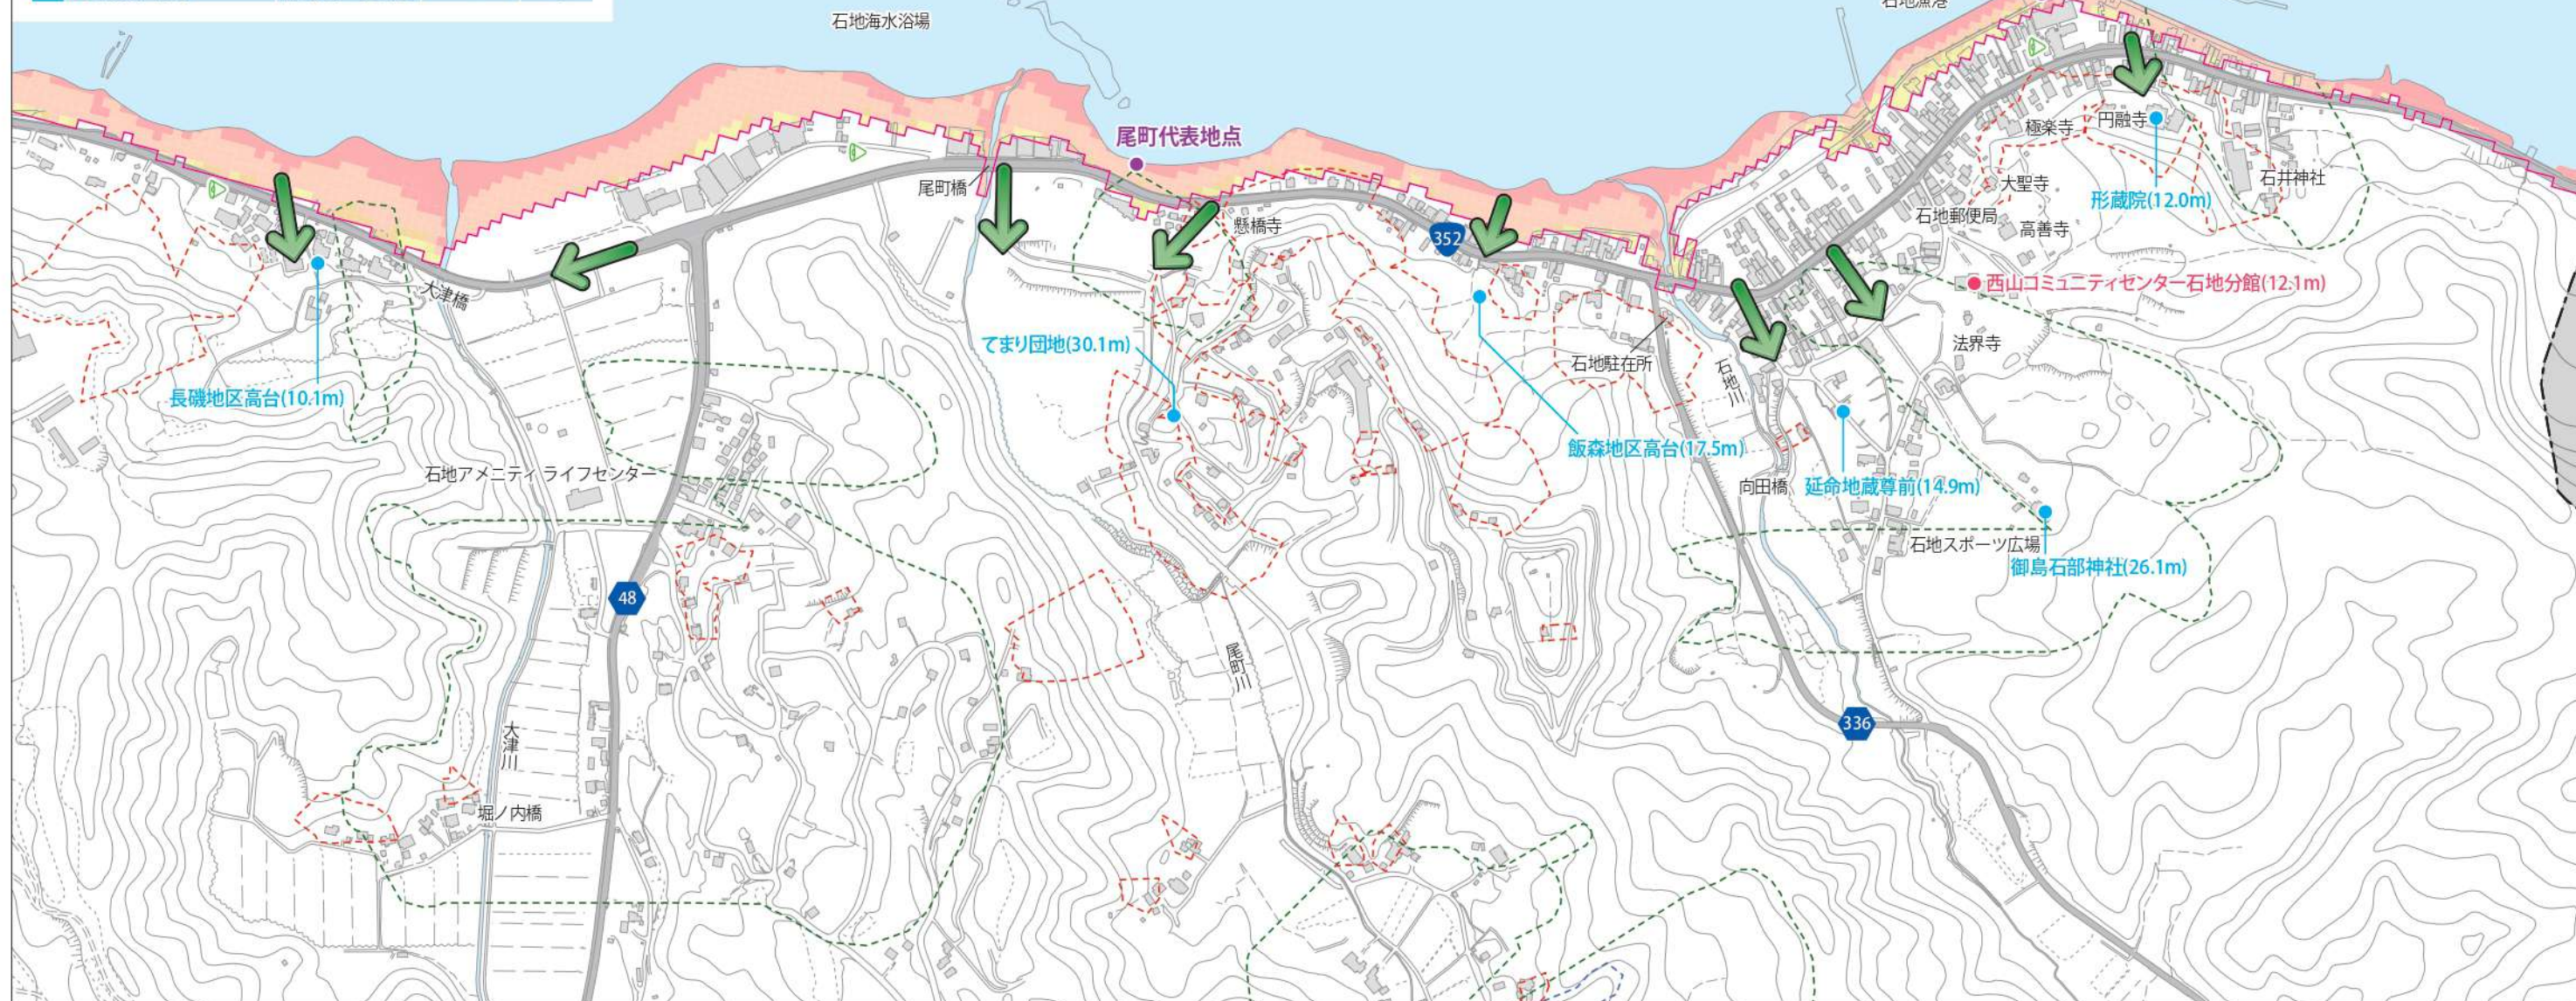 石地海水浴場
石地漁港
尾町代表地点
尾町橋
懸橋寺
352
極楽寺
円融寺
大聖寺
形蔵院(12.0m)
石井神社
石地郵便局
高善寺
西山コミュニティセンター石地分館(12.1m)
大津橋
てまり団地(30.1m)
石地駐在所
石地川
法界寺
長磯地区高台(10.1m)
飯森地区高台(17.5m)
石地アメニティ ライフセンター
向田橋
延命地蔵尊前(14.9m)
石地スポーツ広場
御島石部神社(26.1m)
48
尾町川
336
大津川
堀ノ内橋